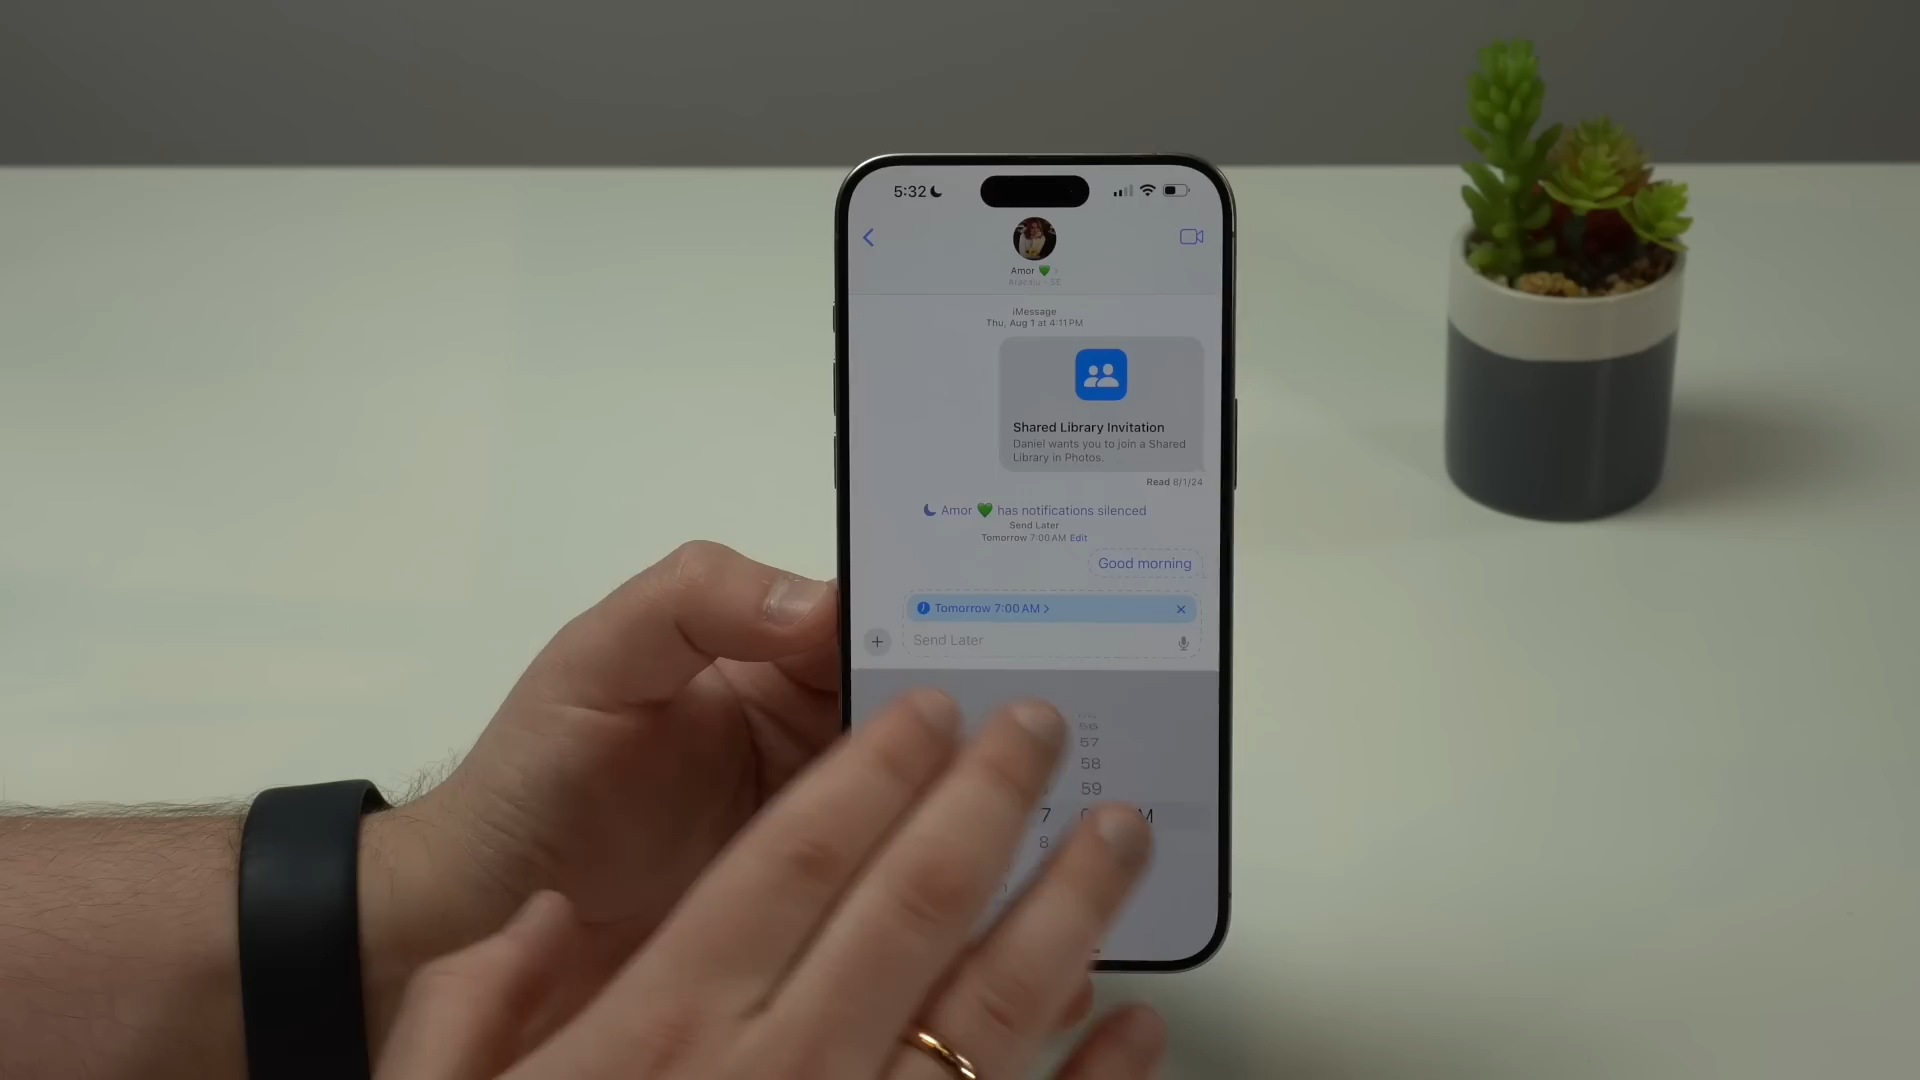 5:32
Amor 💚
iMessage
Thu, Aug 1 at 4:11 PM
Shared Library Invitation
Daniel wants you to join a Shared
Library in Photos.
Read 8/1/24
Amor 💚 has notifications silenced
Send Later
Tomorrow 7:00 AM Edit
Good morning
Tomorrow 7:00 AM
Send Later
56
57
58
59
7
8